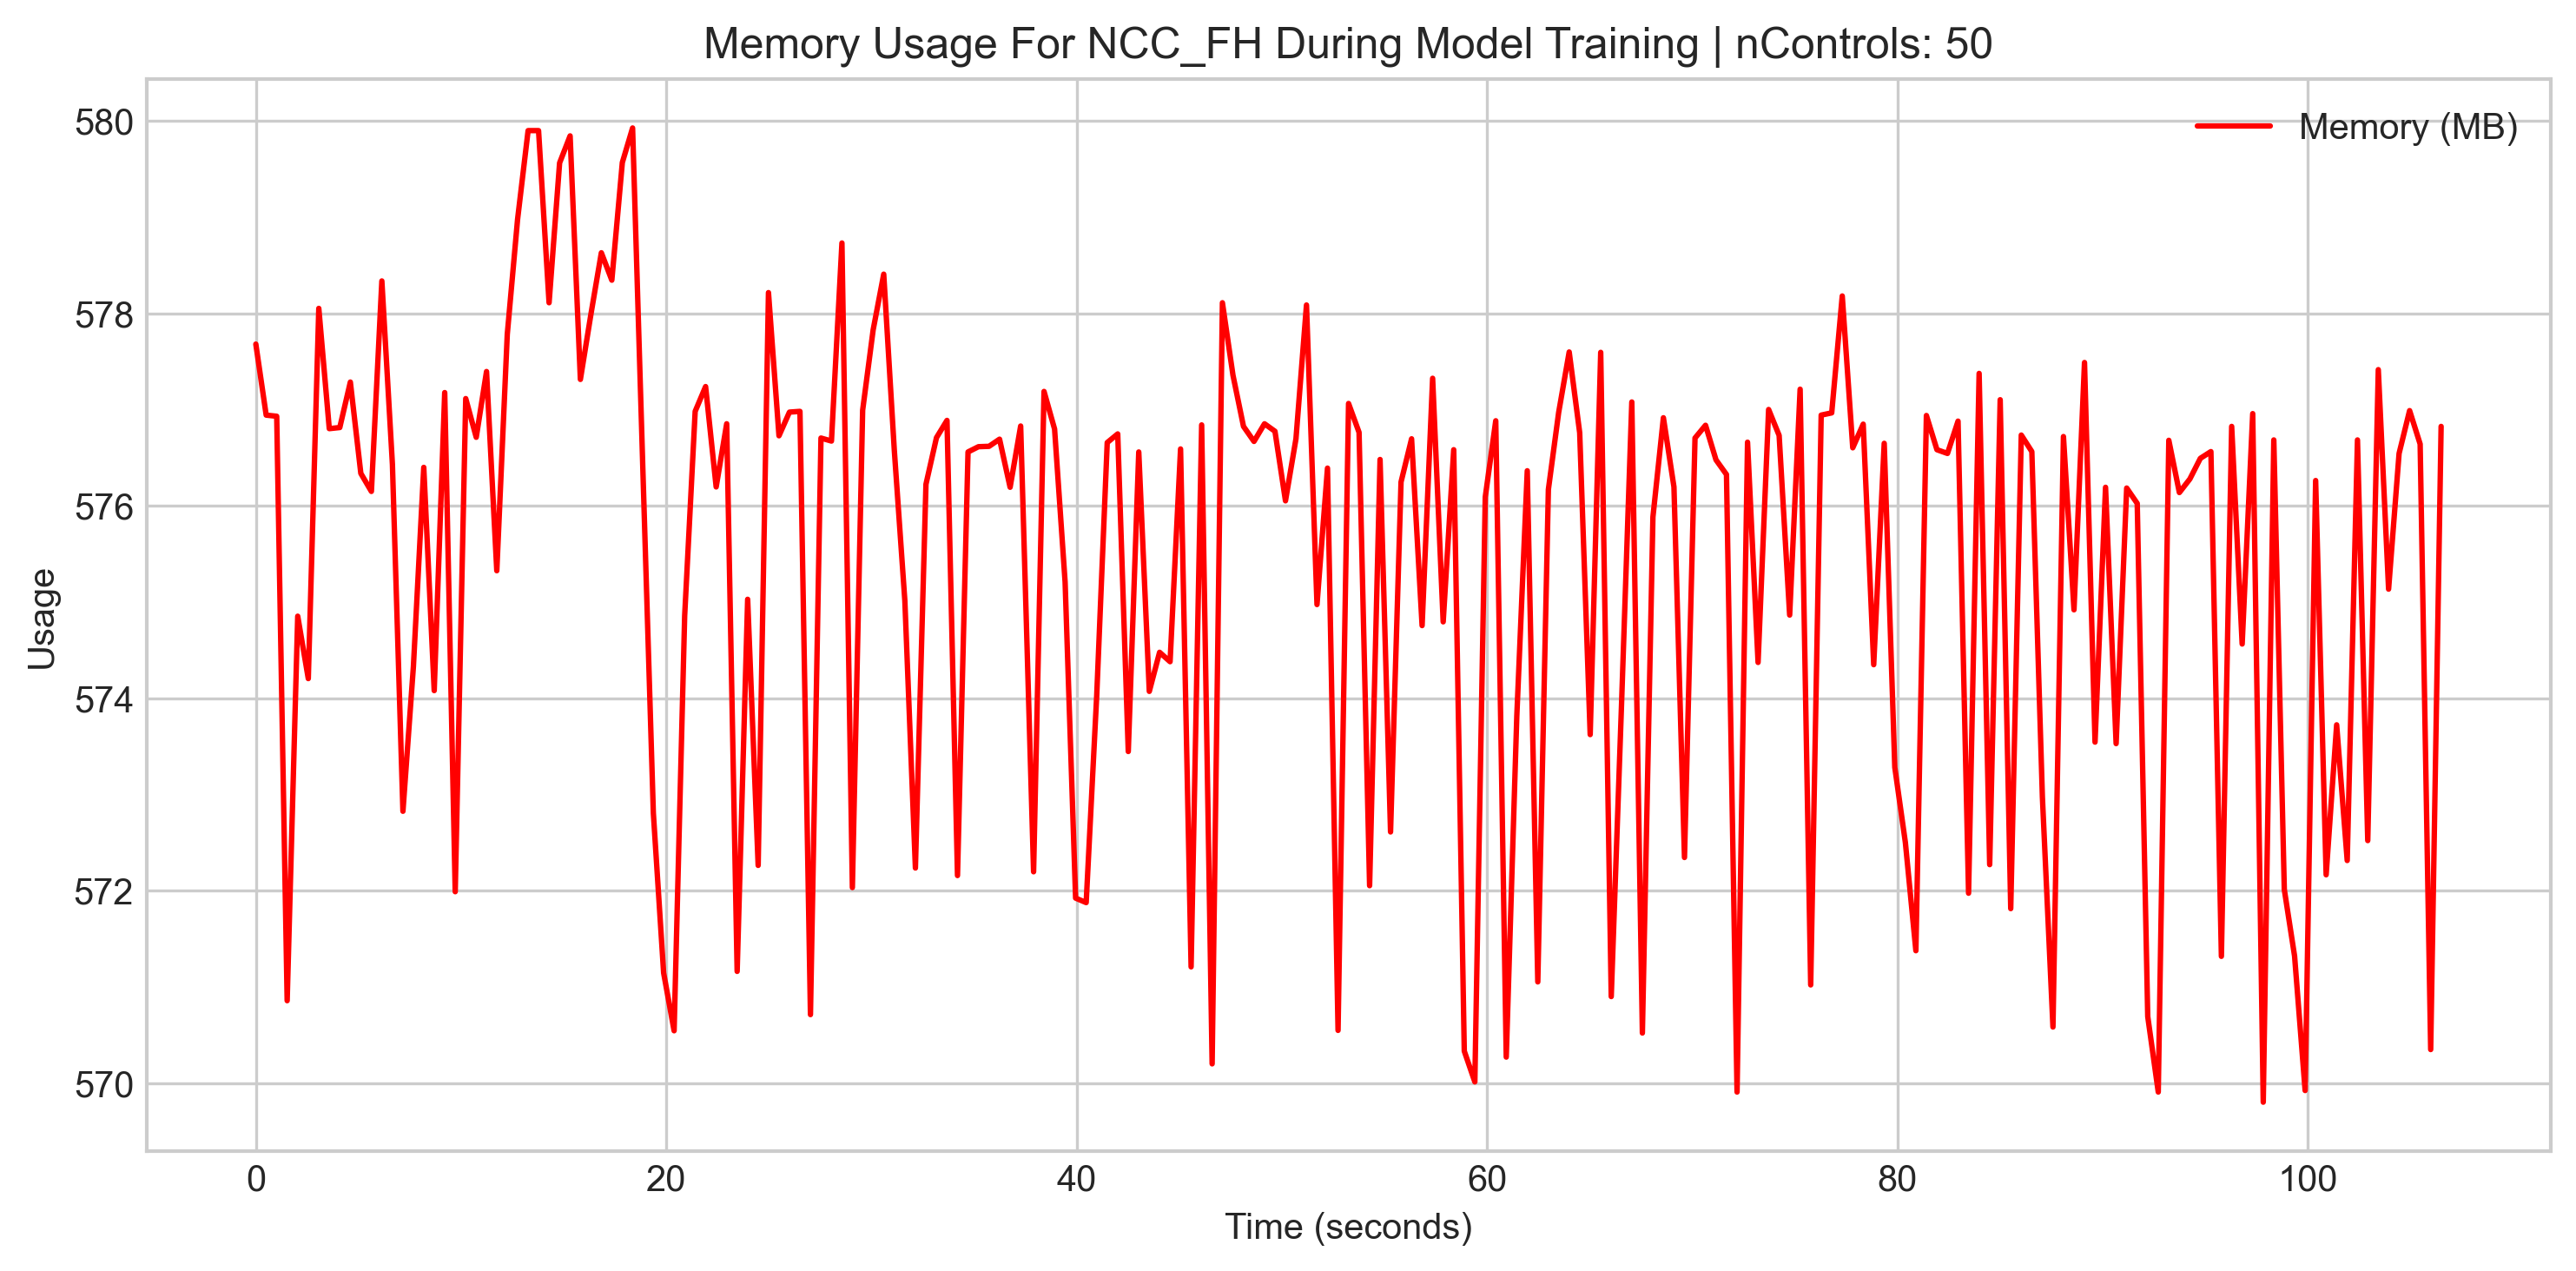 Memory Usage For NCC_FH During Model Training | nControls: 50
Memory (MB)
Usage
580
578
576
574
572
570
0 20 40 60 80 100
Time (seconds)